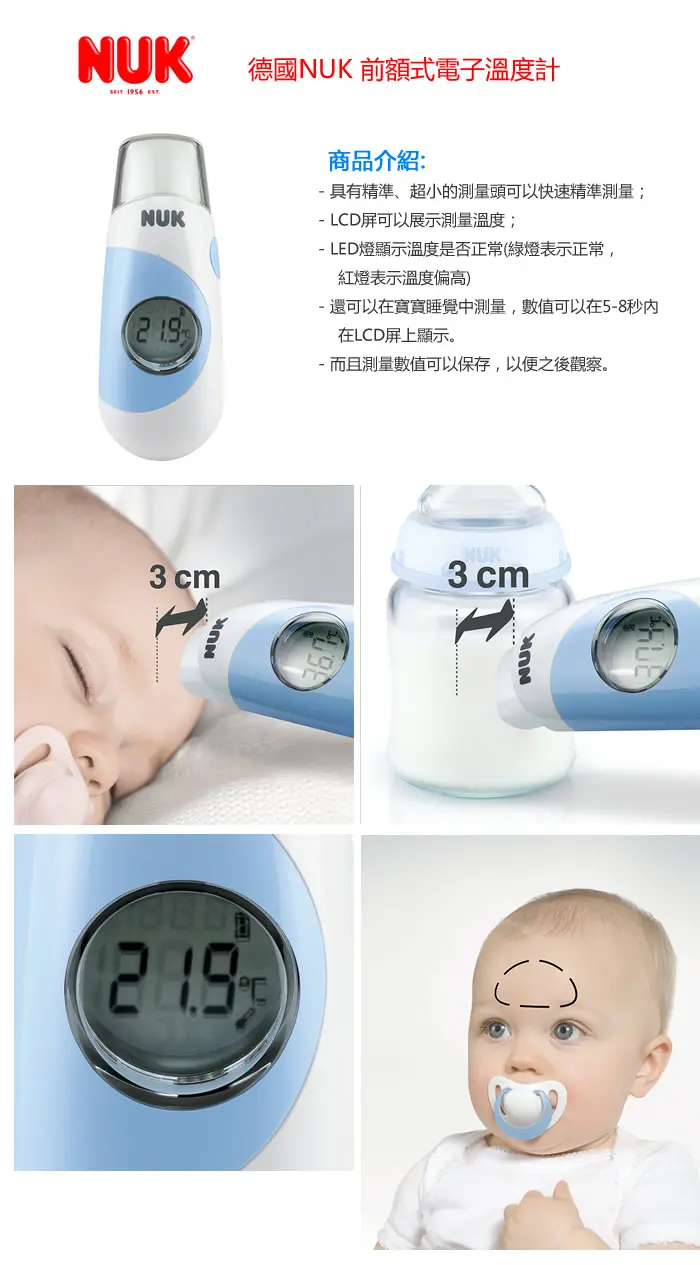 NUK
SEIT 1956 EST.
德國NUK 前額式電子溫度計
商品介紹:
- 具有精準、超小的測量頭可以快速精準測量；
- LCD屏可以展示測量溫度；
- LED燈顯示溫度是否正常(綠燈表示正常，
紅燈表示溫度偏高)
- 還可以在寶寶睡覺中測量，數值可以在5-8秒內
在LCD屏上顯示。
- 而且測量數值可以保存，以便之後觀察。
NUK
21.9°C
3 cm
NUK
36.7°C
3 cm
NUK
NUK
37.4°C
21.9°C